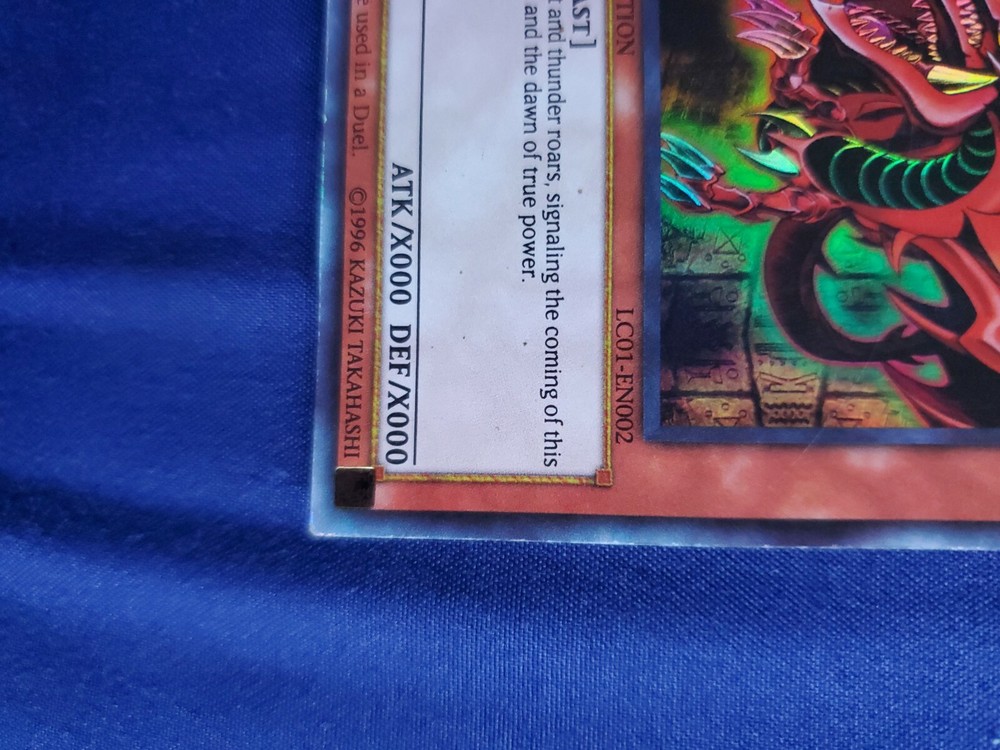 TION
LC01-EN002
AST]
and thunder roars, signaling the coming of this
and the dawn of true power.
ATK/X000 DEF/X000
used in a Duel. ©1996 KAZUKI TAKAHASHI